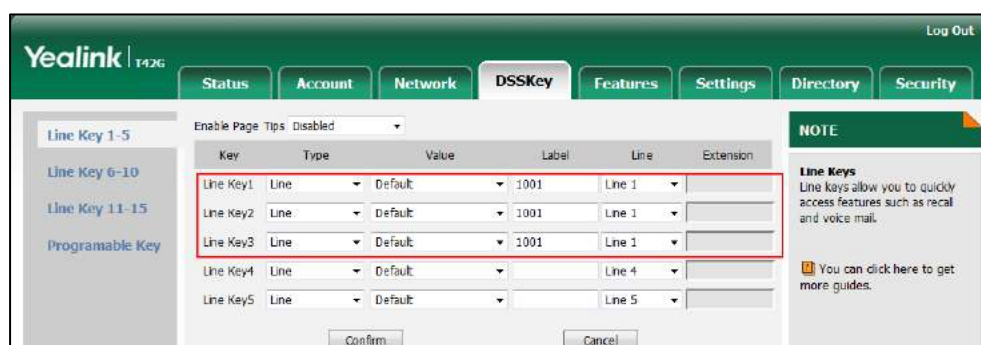 Log Out
Yealink | T42G
Status Account Network DSSKey Features Settings Directory Security
Line Key 1-5
Line Key 6-10
Line Key 11-15
Programable Key
Enable Page Tips Disabled
Key Type Value Label Line Extension
Line Key1 Line Default 1001 Line 1
Line Key2 Line Default 1001 Line 1
Line Key3 Line Default 1001 Line 1
Line Key4 Line Default Line 4
Line Key5 Line Default Line 5
Confirm Cancel
NOTE
Line Keys
Line keys allow you to quickly
access features such as recal
and voice mail.
You can click here to get
more guides.